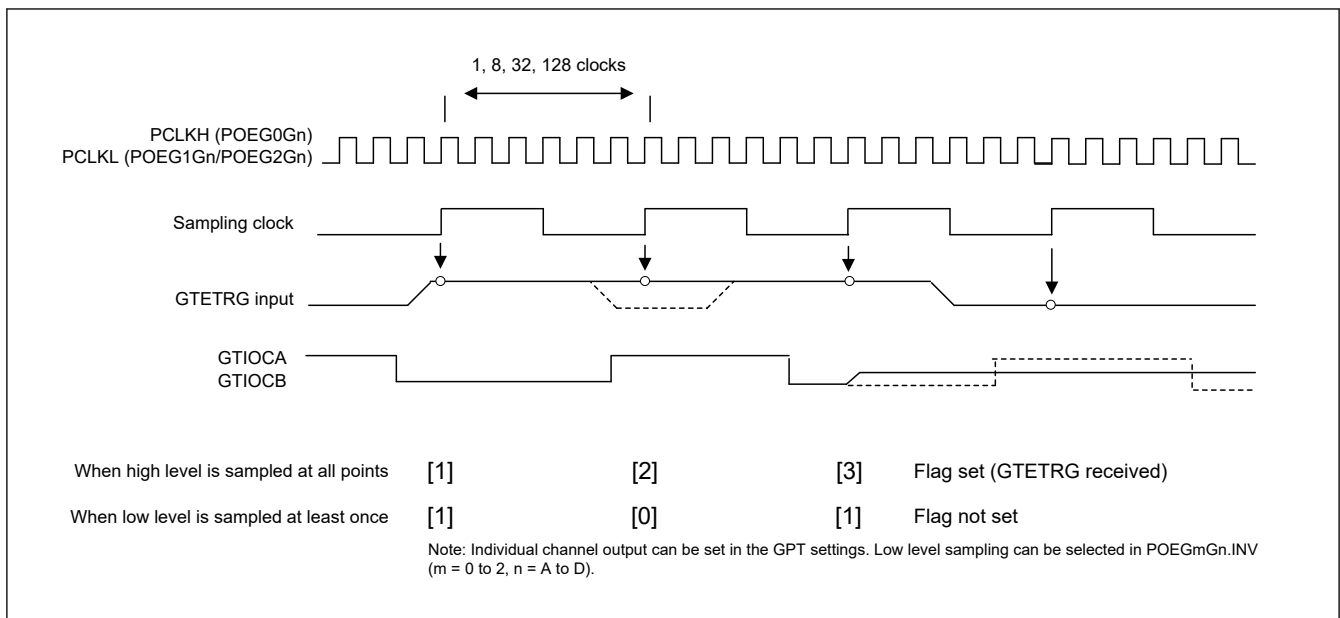 1, 8, 32, 128 clocks
PCLKH (POEG0Gn)
PCLKL (POEG1Gn/POEG2Gn)
Sampling clock
GTETRG input
GTIOCA
GTIOCB
When high level is sampled at all points [1] [2] [3] Flag set (GTETRG received)
When low level is sampled at least once [1] [0] [1] Flag not set
Note: Individual channel output can be set in the GPT settings. Low level sampling can be selected in POEGmGn.INV
(m = 0 to 2, n = A to D).